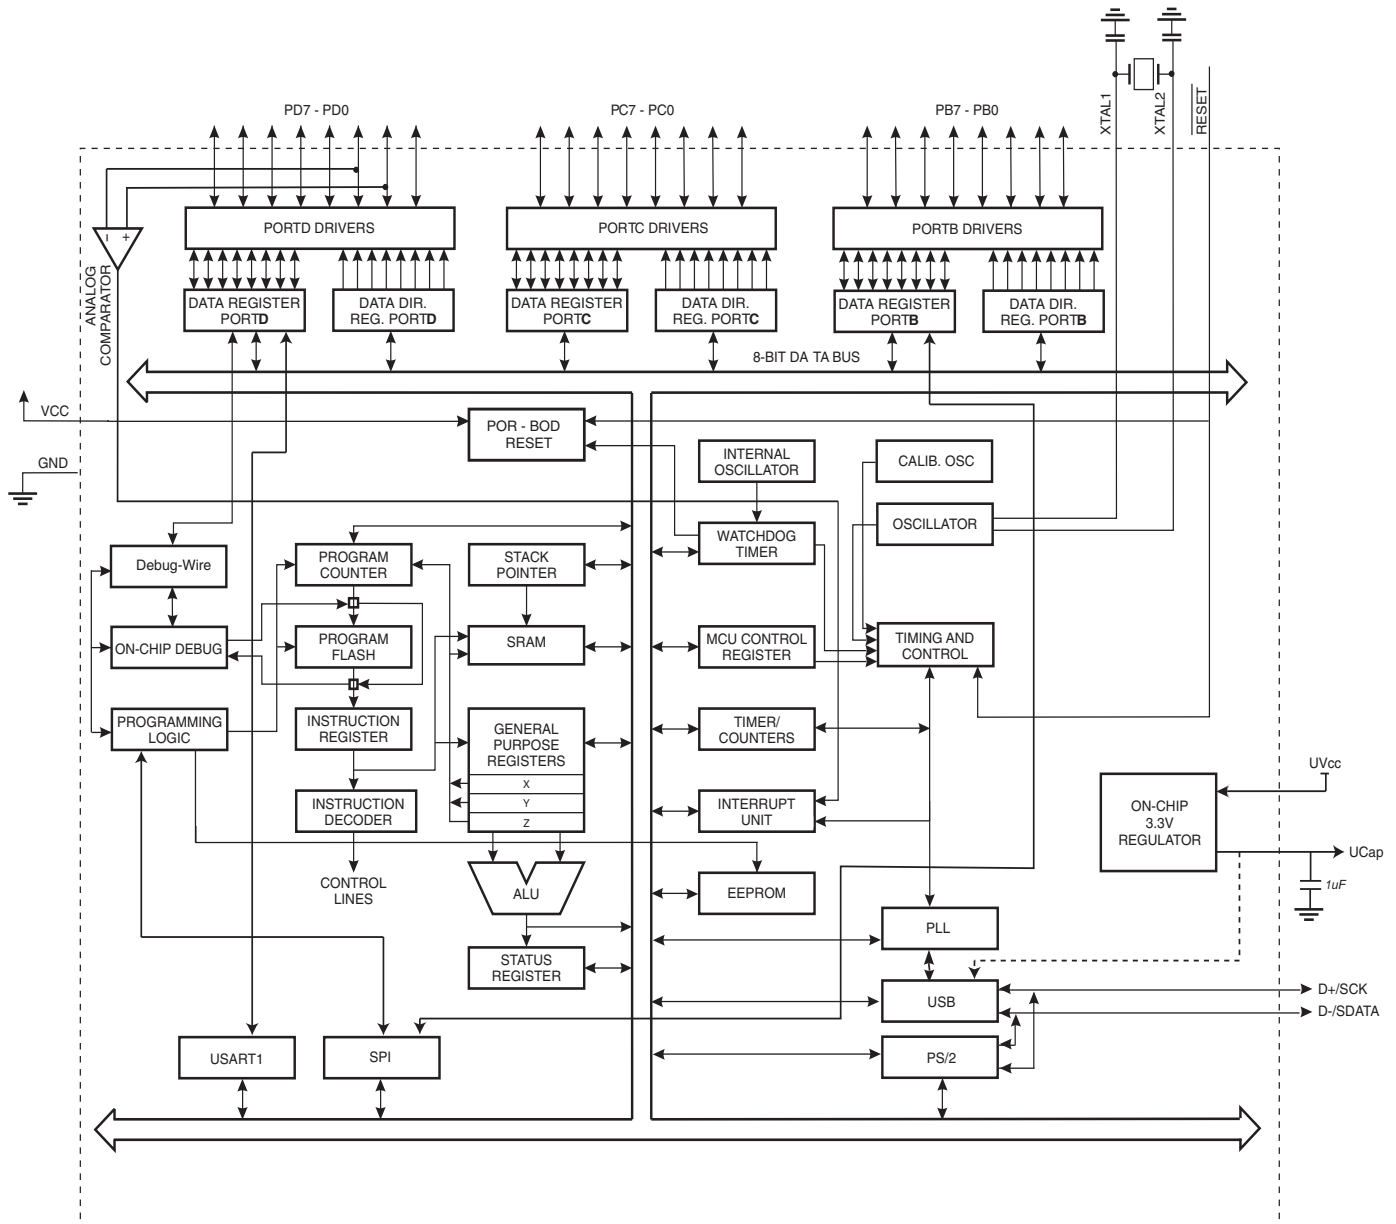 PD7 - PD0
PC7 - PC0
PB7 - PB0
XTAL1
XTAL2
RESET
PORTD DRIVERS
PORTC DRIVERS
PORTB DRIVERS
- +
ANALOG
COMPARATOR
DATA REGISTER
PORTD
DATA DIR.
REG. PORTD
DATA REGISTER
PORTC
DATA DIR.
REG. PORTC
DATA REGISTER
PORTB
DATA DIR.
REG. PORTB
8-BIT DA TA BUS
VCC
GND
POR - BOD
RESET
INTERNAL
OSCILLATOR
CALIB. OSC
OSCILLATOR
WATCHDOG
TIMER
Debug-Wire
PROGRAM
COUNTER
STACK
POINTER
ON-CHIP DEBUG
PROGRAM
FLASH
SRAM
MCU CONTROL
REGISTER
TIMING AND
CONTROL
PROGRAMMING
LOGIC
INSTRUCTION
REGISTER
GENERAL
PURPOSE
REGISTERS
X
Y
Z
TIMER/
COUNTERS
INSTRUCTION
DECODER
INTERRUPT
UNIT
ON-CHIP
3.3V
REGULATOR
UVcc
UCap
1uF
CONTROL
LINES
ALU
EEPROM
STATUS
REGISTER
PLL
USB
D+/SCK
D-/SDATA
PS/2
USART1
SPI